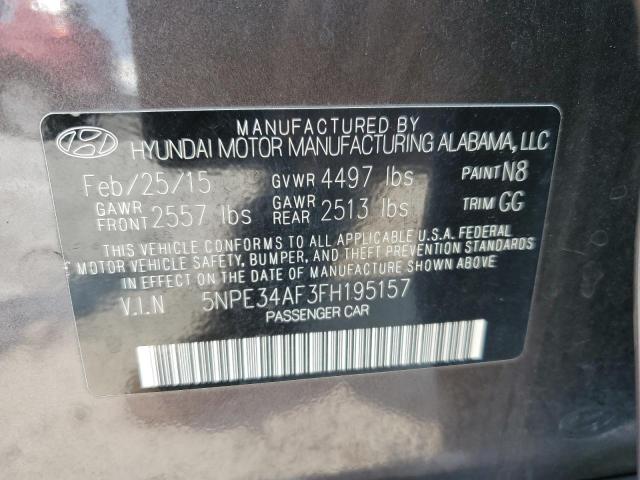 MANUFACTURED BY
HYUNDAI MOTOR MANUFACTURING ALABAMA, LLC
Feb/25/15 GVWR 4497 lbs PAINT N8
GAWR FRONT 2557 lbs GAWR REAR 2513 lbs TRIM GG
THIS VEHICLE CONFORMS TO ALL APPLICABLE U.S.A. FEDERAL
MOTOR VEHICLE SAFETY, BUMPER, AND THEFT PREVENTION STANDARDS
IN EFFECT ON THE DATE OF MANUFACTURE SHOWN ABOVE.
V.I.N 5NPE34AF3FH195157
PASSENGER CAR